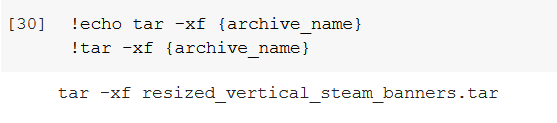 [30] !echo tar -xf {archive_name}
!tar -xf {archive_name}
tar -xf resized_vertical_steam_banners.tar